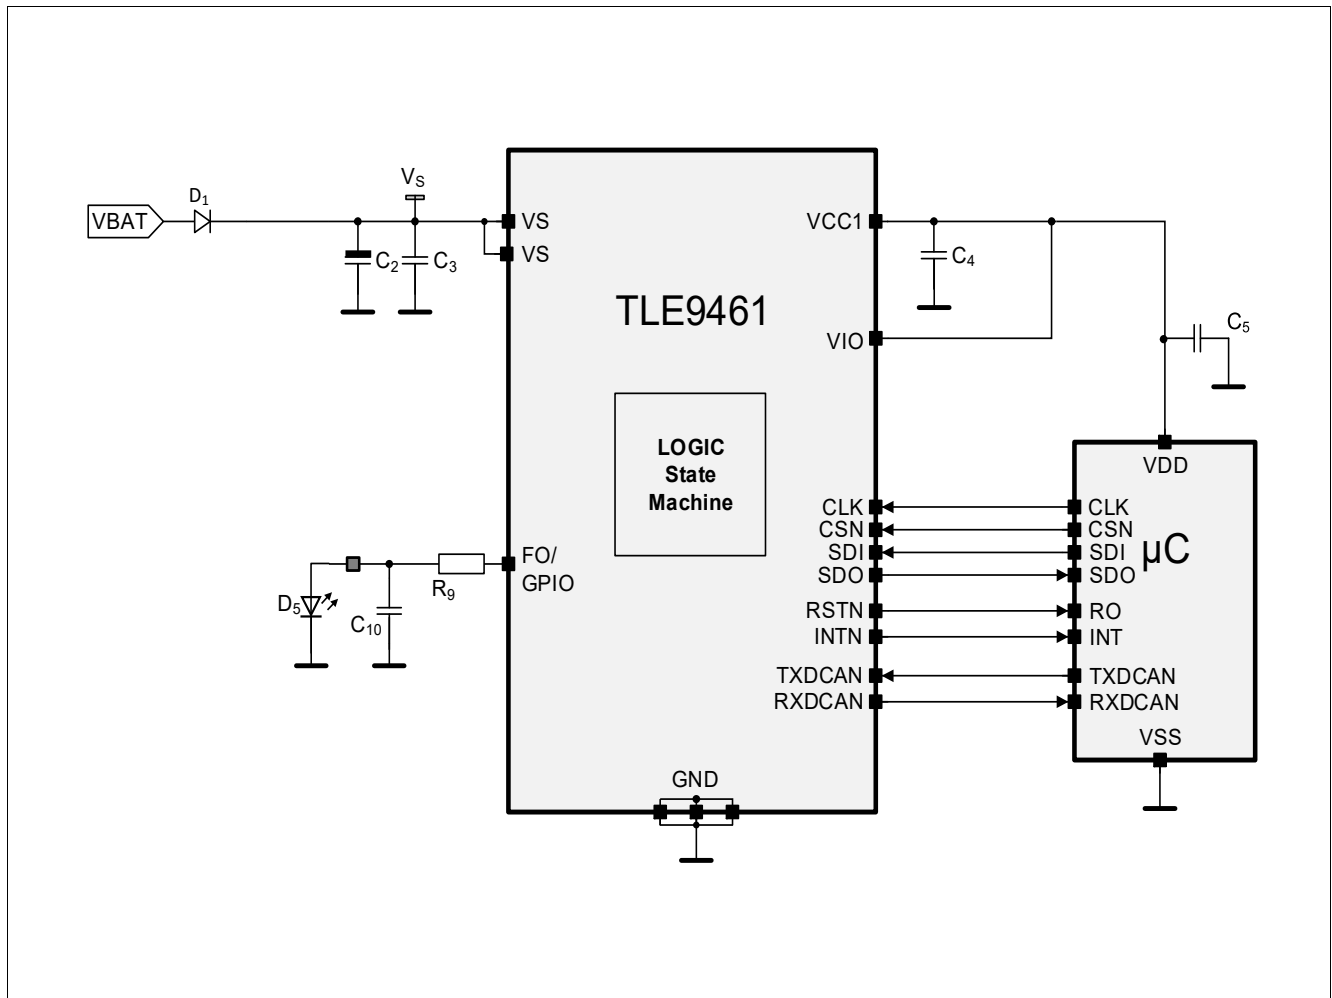 VBAT
D1
VS
C2
C3
VS
VS
TLE9461
LOGIC
State
Machine
VCC1
C4
VIO
C5
VDD
CLK
CSN
SDI
SDO
RSTN
INTN
TXDCAN
RXDCAN
CLK
CSN
SDI
SDO
µC
RO
INT
TXDCAN
RXDCAN
VSS
FO/
GPIO
R9
D5
C10
GND